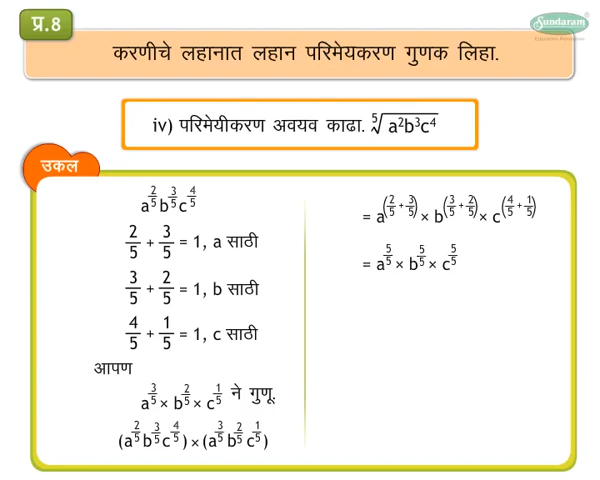 प्र.8
Sundaram
करणीचे लहानात लहान परिमेयकरण गुणक लिहा.
iv) परिमेयीकरण अवयव काढा. ⁵√a²b³c⁴
उकल
a^(2/5) b^(3/5) c^(4/5)
2/5 + 3/5 = 1, a साठी
3/5 + 2/5 = 1, b साठी
4/5 + 1/5 = 1, c साठी
आपण
a^(3/5) × b^(2/5) × c^(1/5) ने गुणू.
(a^(2/5) b^(3/5) c^(4/5)) × (a^(3/5) b^(2/5) c^(1/5))
= a^(2/5 + 3/5) × b^(3/5 + 2/5) × c^(4/5 + 1/5)
= a^(5/5) × b^(5/5) × c^(5/5)